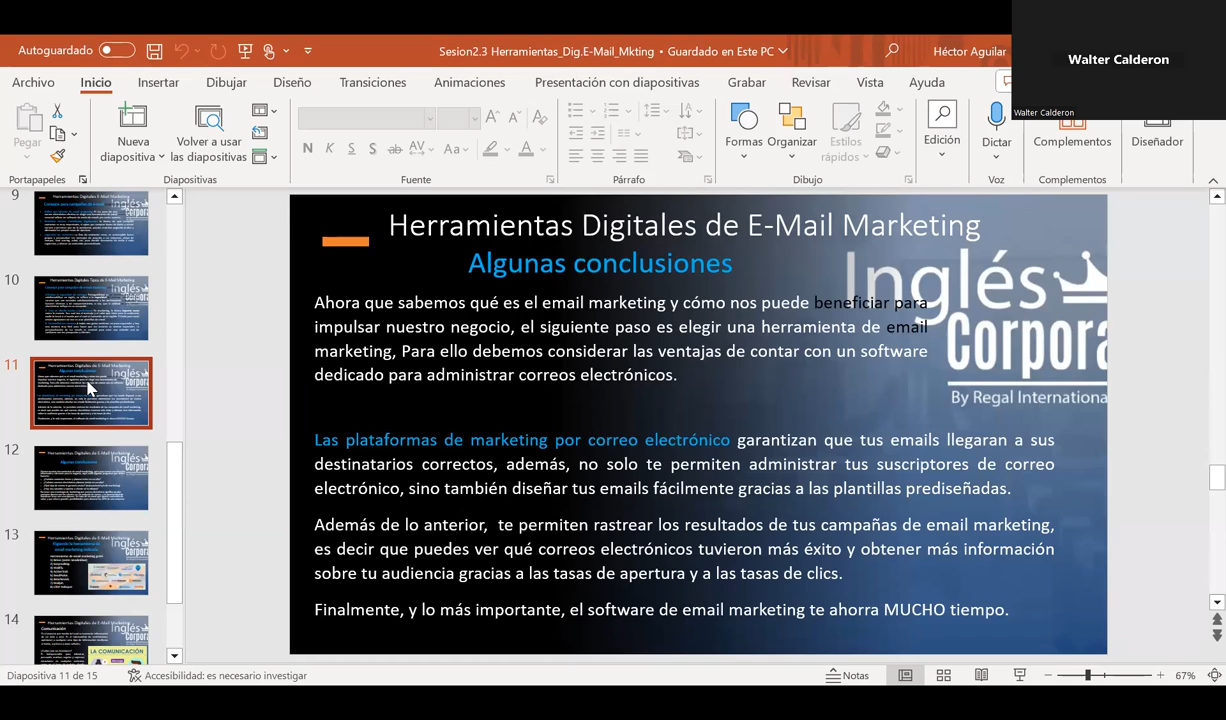 Autoguardado
Sesion2.3 Herramientas_Dig.E-Mail_Mkting • Guardado en Este PC
Héctor Aguilar
Walter Calderon
Walter Calderon
Archivo Inicio Insertar Dibujar Diseño Transiciones Animaciones Presentación con diapositivas Grabar Revisar Vista Ayuda
Pegar
Nueva diapositiva
Volver a usar las diapositivas
N K S S ab AV Aa A
Formas
Organizar
Estilos rápidos
Edición
Dictar
Complementos
Diseñador
Portapapeles Diapositivas Fuente Párrafo Dibujo Voz Complementos
9
10
11
12
13
14
Herramientas Digitales de E-Mail Marketing
Algunas conclusiones
Ahora que sabemos qué es el email marketing y cómo nos puede beneficiar para
impulsar nuestro negocio, el siguiente paso es elegir una herramienta de email
marketing, Para ello debemos considerar las ventajas de contar con un software
dedicado para administrar correos electrónicos.
Inglés
Corpora
By Regal Internationa
Las plataformas de marketing por correo electrónico garantizan que tus emails llegaran a sus
destinatarios correctos, además, no solo te permiten administrar tus suscriptores de correo
electrónico, sino también diseñar tus emails fácilmente gracias a las plantillas prediseñadas.
Además de lo anterior, te permiten rastrear los resultados de tus campañas de email marketing,
es decir que puedes ver qué correos electrónicos tuvieron más éxito y obtener más información
sobre tu audiencia gracias a las tasas de apertura y a las tasas de clics.
Finalmente, y lo más importante, el software de email marketing te ahorra MUCHO tiempo.
Diapositiva 11 de 15
Accesibilidad: es necesario investigar
Notas
67%